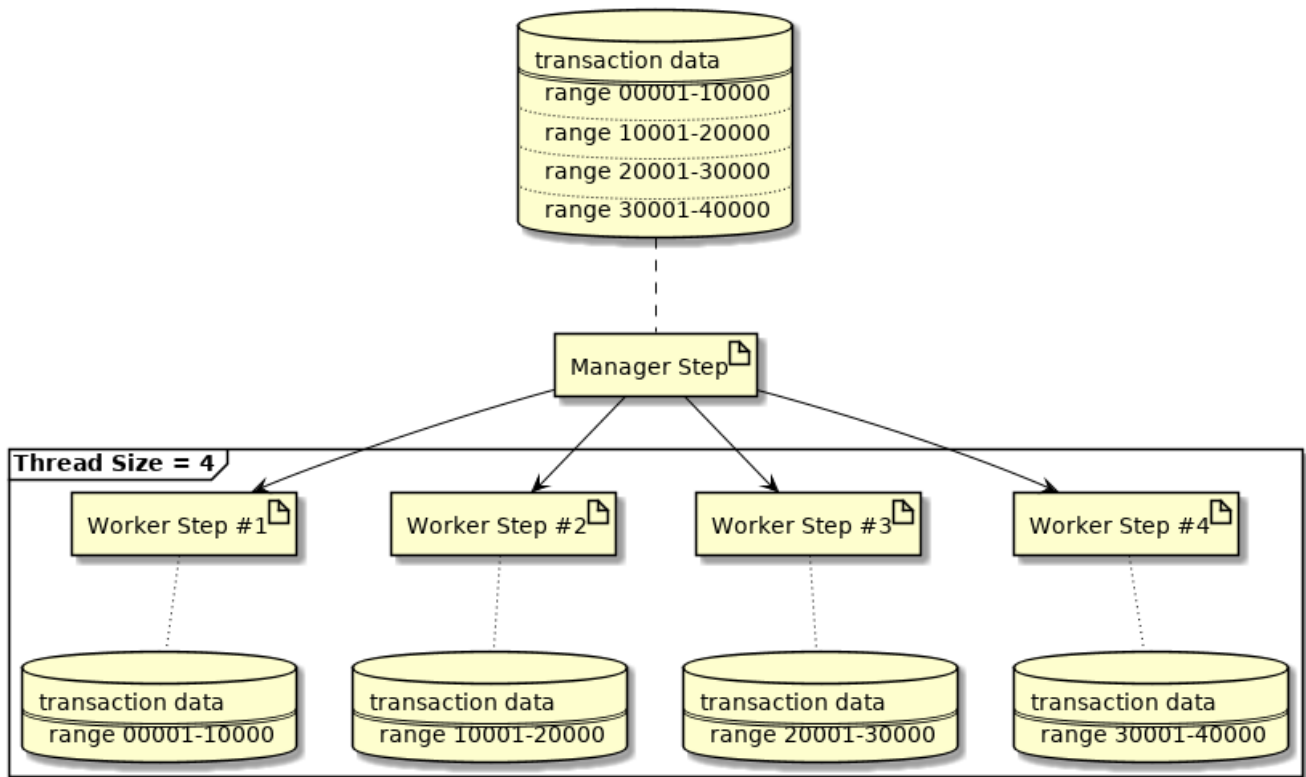 transaction data
range 00001-10000
range 10001-20000
range 20001-30000
range 30001-40000
Manager Step
Thread Size = 4
Worker Step #1
Worker Step #2
Worker Step #3
Worker Step #4
transaction data
range 00001-10000
transaction data
range 10001-20000
transaction data
range 20001-30000
transaction data
range 30001-40000